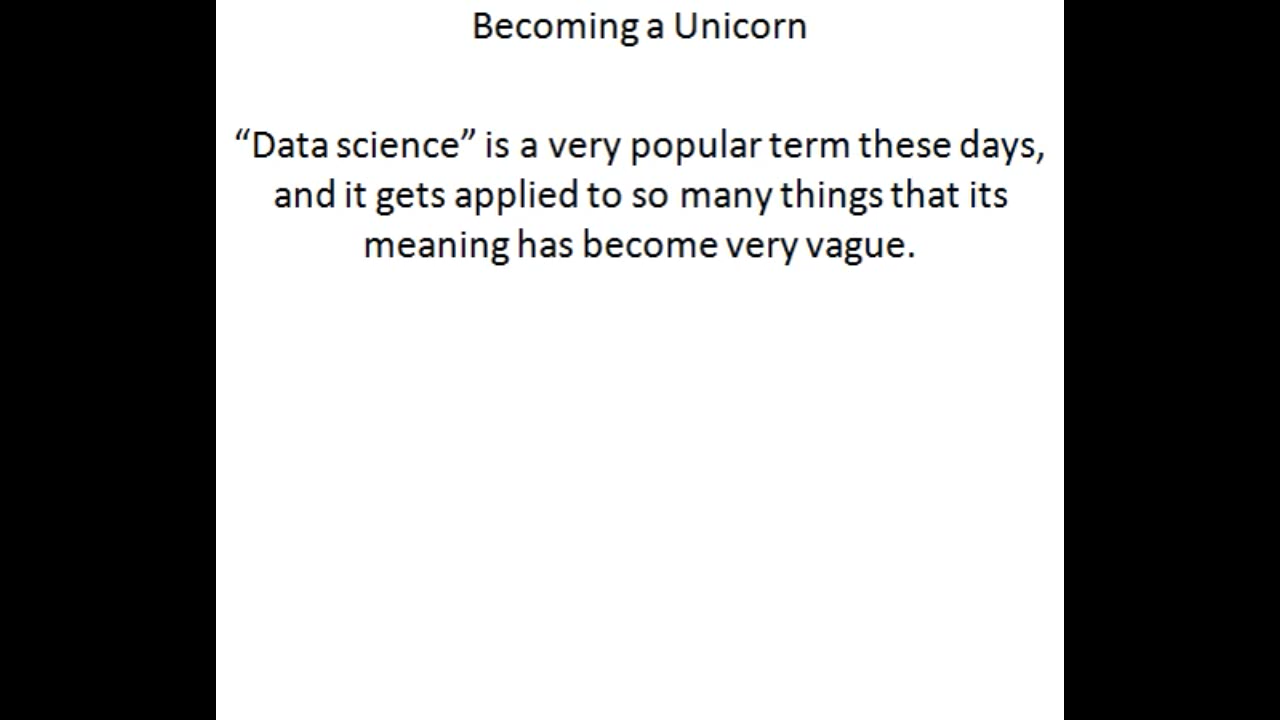 Becoming a Unicorn
“Data science” is a very popular term these days,
and it gets applied to so many things that its
meaning has become very vague.